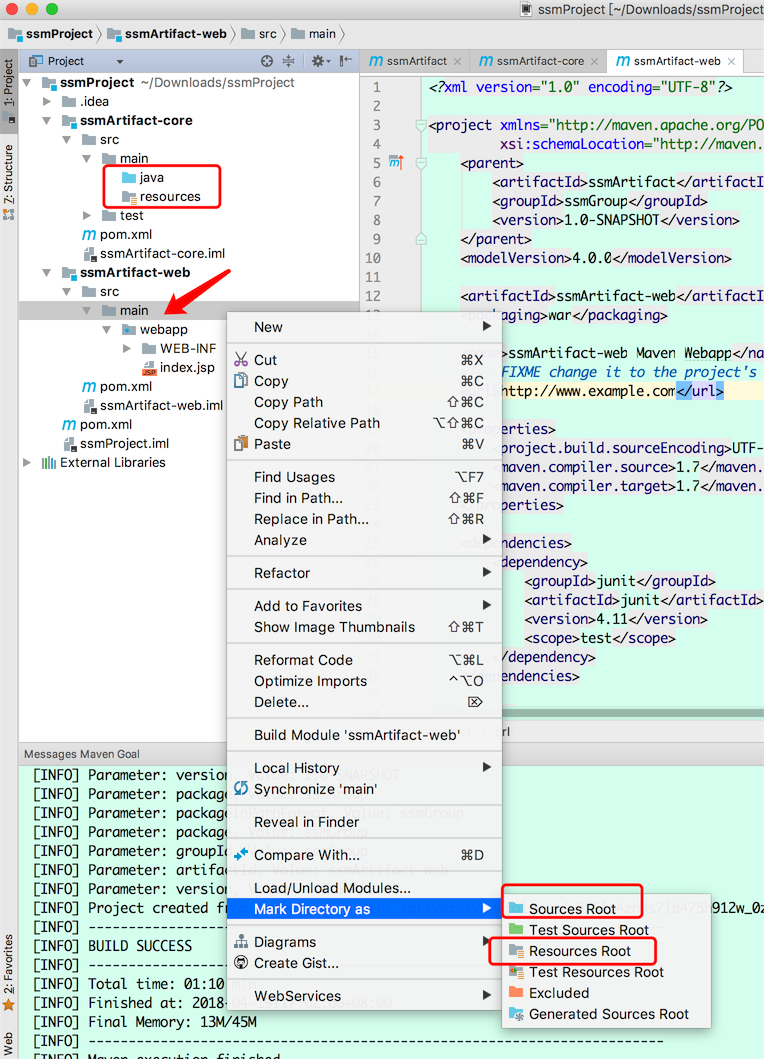 ssmProject [~/Downloads/ssmProject]
ssmProject ssmArtifact-web src main
Project
ssmArtifact ssmArtifact-core ssmArtifact-web
1: Project
Z: Structure
2: Favorites
Web
ssmProject ~/Downloads/ssmProject
.idea
ssmArtifact-core
src
main
java
resources
test
pom.xml
ssmArtifact-core.iml
ssmArtifact-web
src
main
webapp
WEB-INF
index.jsp
pom.xml
ssmArtifact-web.iml
pom.xml
ssmProject.iml
External Libraries
1 <?xml version="1.0" encoding="UTF-8"?>
2
3 <project xmlns="http://maven.apache.org/PO
4 xsi:schemaLocation="http://maven.
5 <parent>
6 <artifactId>ssmArtifact</artifactI
7 <groupId>ssmGroup</groupId>
8 <version>1.0-SNAPSHOT</version>
9 </parent>
10 <modelVersion>4.0.0</modelVersion>
11
12 <artifactId>ssmArtifact-web</artifactI
packaging>war</packaging>
>ssmArtifact-web Maven Webapp</na
FIXME change it to the project's
http://www.example.com</url>
operties>
project.build.sourceEncoding>UTF-
maven.compiler.source>1.7</maven.
maven.compiler.target>1.7</maven.
properties>
dependencies>
dependency>
<groupId>junit</groupId>
<artifactId>junit</artifactId>
<version>4.11</version>
<scope>test</scope>
</dependency>
pendencies>
New
Cut ⌘X
Copy ⌘C
Copy Path ⇧⌘C
Copy Relative Path ⌥⇧⌘C
Paste ⌘V
Find Usages ⌥F7
Find in Path... ⇧⌘F
Replace in Path... ⇧⌘R
Analyze
Refactor
Add to Favorites
Show Image Thumbnails ⇧⌘T
Reformat Code ⌥⌘L
Optimize Imports ^⌥O
Delete... ⌦
Build Module 'ssmArtifact-web'
Local History
Synchronize 'main'
Reveal in Finder
Compare With... ⌘D
Load/Unload Modules...
Mark Directory as
Diagrams
Create Gist...
WebServices
Sources Root
Test Sources Root
Resources Root
Test Resources Root
Excluded
Generated Sources Root
Messages Maven Goal
[INFO] Parameter: version
[INFO] Parameter: packag
[INFO] Parameter: packag
[INFO] Parameter: packag
[INFO] Parameter: groupI
[INFO] Parameter: artifa
[INFO] Parameter: version
[INFO] Project created fr
[INFO] ------------------
[INFO] BUILD SUCCESS
[INFO] ------------------
[INFO] Total time: 01:10 min
[INFO] Finished at: 2018-04
[INFO] Final Memory: 13M/45M
[INFO] ------------------------------------------------------------------------
[INFO] Maven execution finished